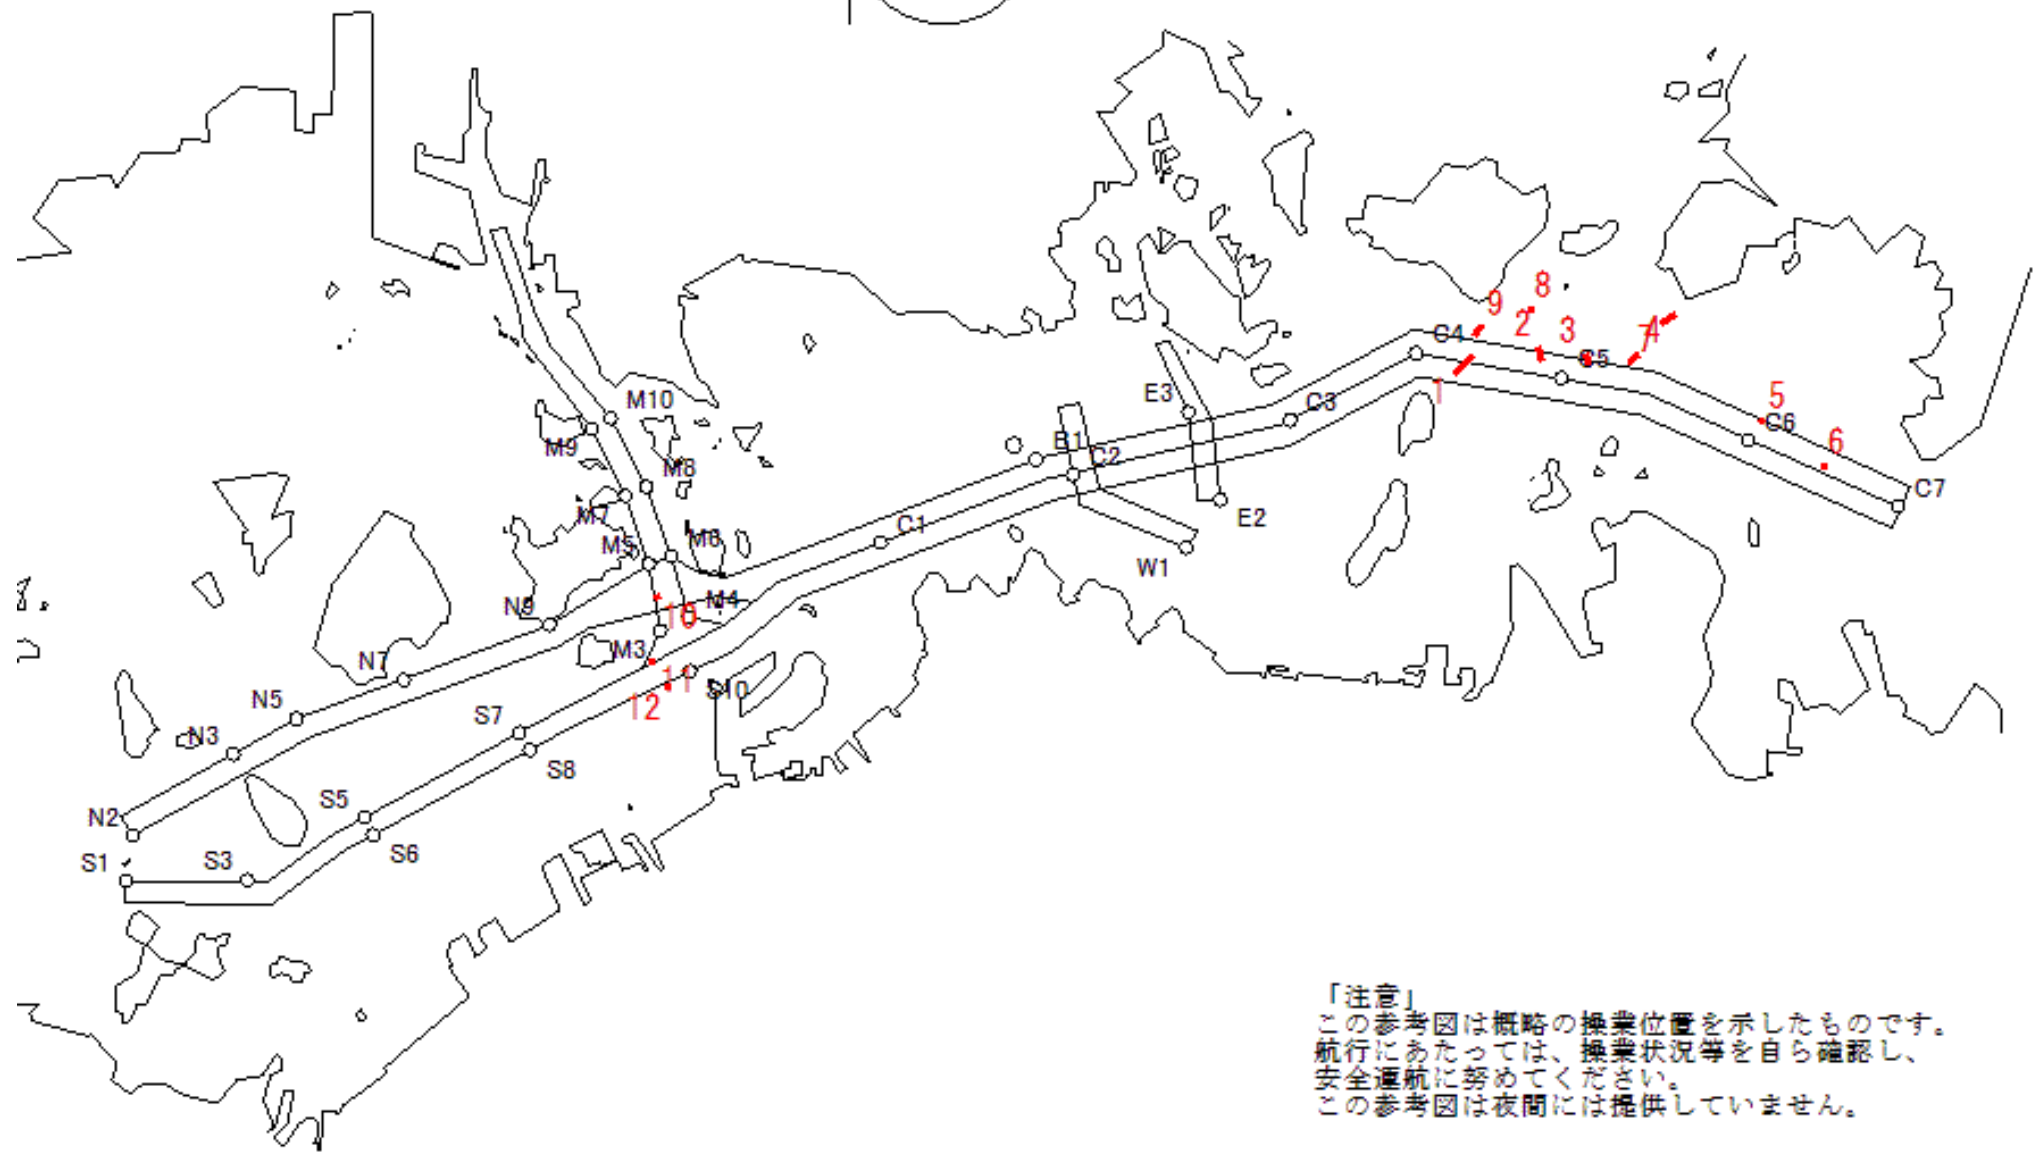 8
9
2
3
4
7
C4
C5
1
5
C6
6
C7
E3
C3
E2
B1
C2
W1
C1
M10
M9
M8
M7
M5
M6
M4
10
M3
11
S10
12
N9
N7
N5
N3
N2
S7
S8
S5
S6
S3
S1
「注意」
この参考図は概略の操業位置を示したものです。
航行にあたっては、操業状況等を自ら確認し、
安全運航に努めてください。
この参考図は夜間には提供していません。